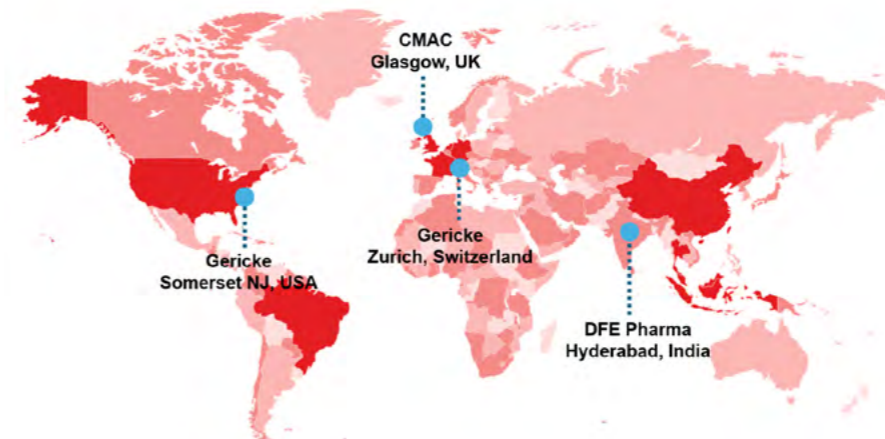 CMAC
Glasgow, UK
Gericke
Somerset NJ, USA
Gericke
Zurich, Switzerland
DFE Pharma
Hyderabad, India